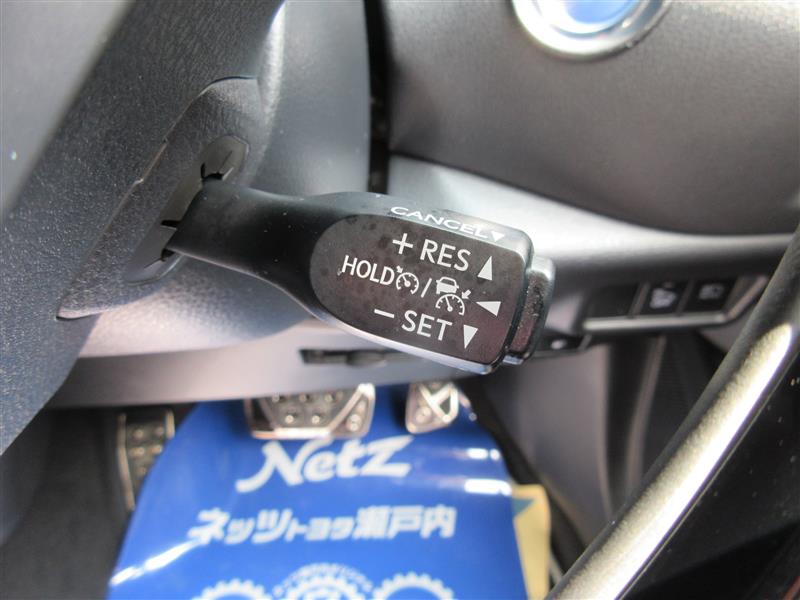 CANCEL▼
+ RES ▲
HOLD / ◀
− SET ▼
Netz
ネッツトヨタ瀬戸内